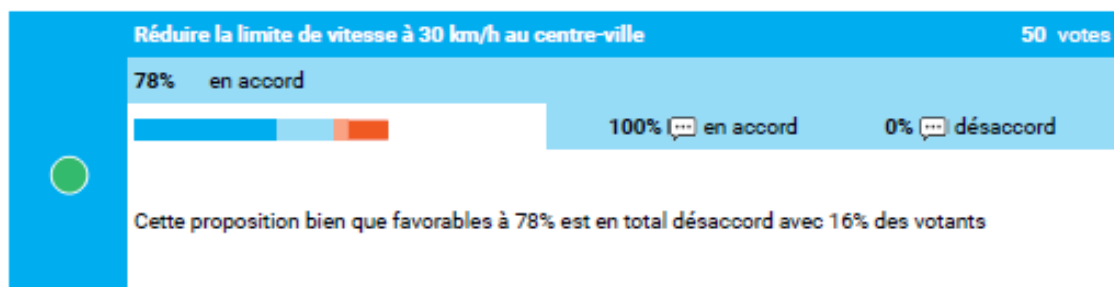 Réduire la limite de vitesse à 30 km/h au centre-ville 50 votes
78% en accord
100% en accord 0% désaccord
Cette proposition bien que favorables à 78% est en total désaccord avec 16% des votants